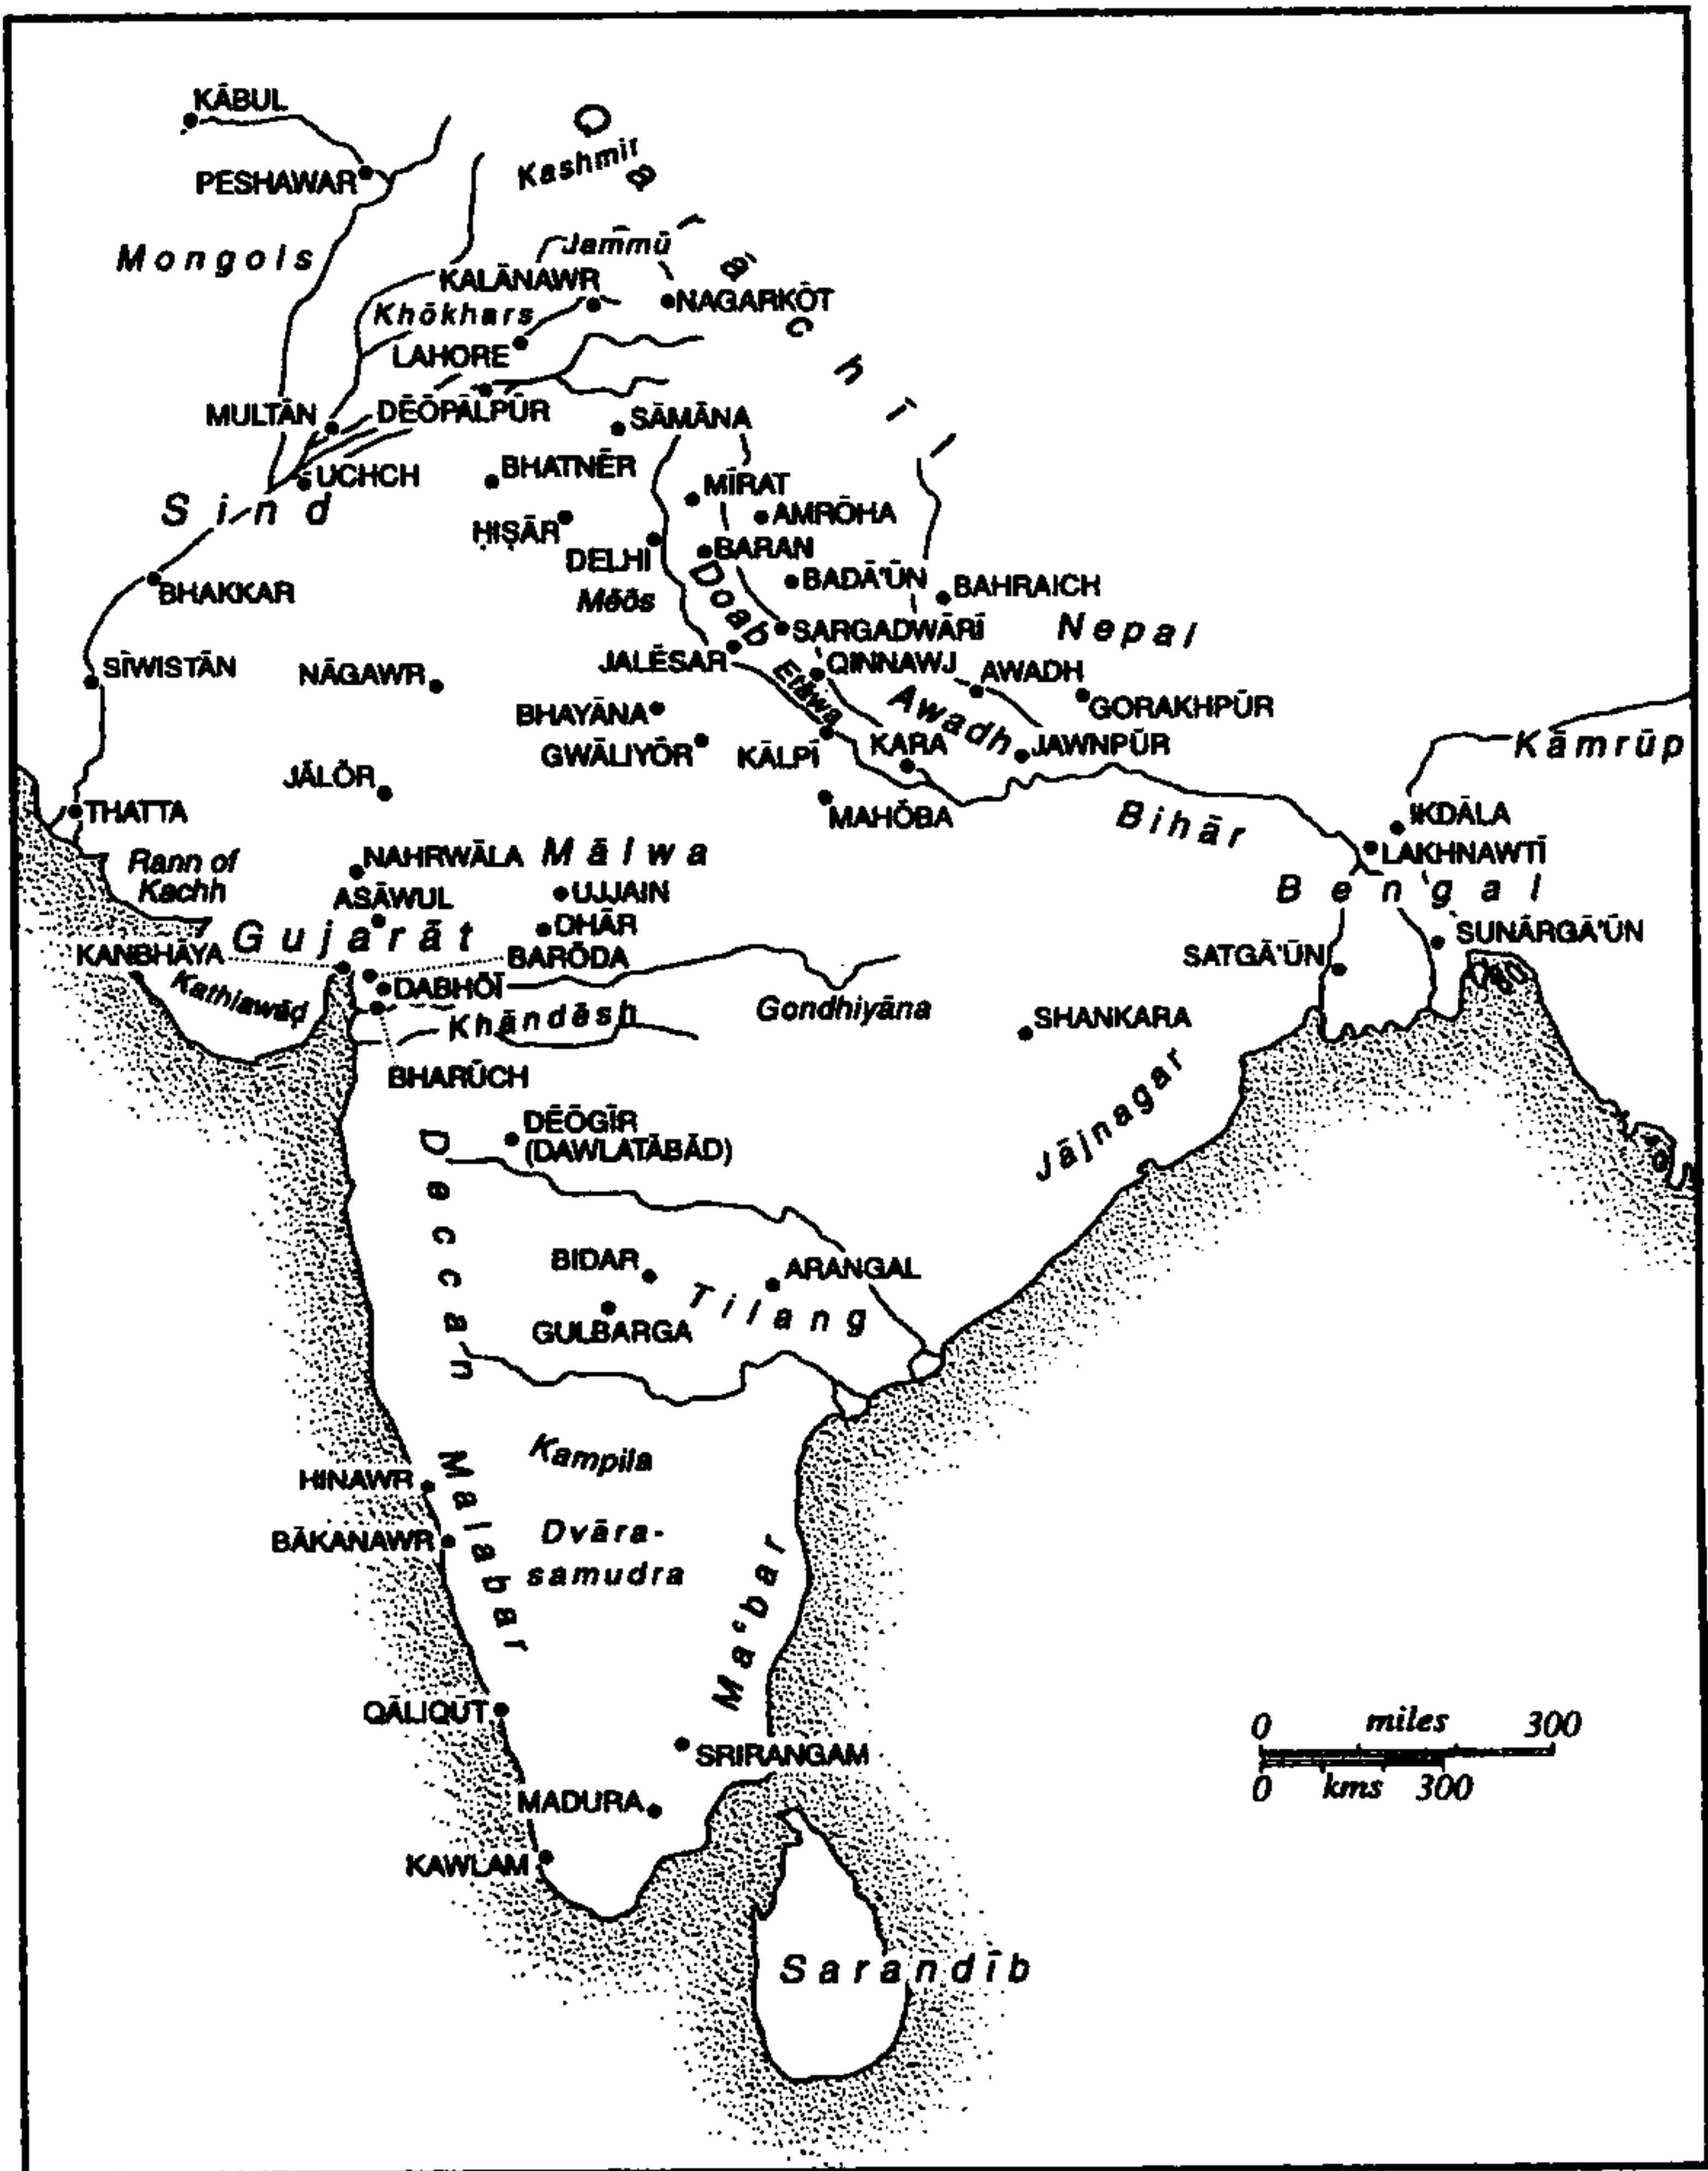 KĀBUL
Qarāchīl
Kashmir
PESHAWAR
Mongols
Jammū
KALĀNAWR
NAGARKŌT
Khōkhars
LAHORE
MULTĀN
DĒŌPĀLPŪR
SĀMĀNA
UCHCH
BHATNĒR
MĪRAT
Sind
AMRŌHA
ḤIṢĀR
DELHI
BARAN
BHAKKAR
Mēōs
Doab
BADĀ'ŪN
BAHRAICH
SARGADWĀRĪ
Nepal
SĪWISTĀN
NĀGAWR
JALĒSAR
QINNAWJ
AWADH
Etāwa
Awadh
GORAKHPŪR
BHAYĀNA
GWĀLIYŌR
KĀLPĪ
KARA
JAWNPŪR
Kāmrūp
JĀLŌR
THATTA
MAHŌBA
Bihār
IKDĀLA
Rann of
Kachh
NAHRWĀLA
Mālwa
LAKHNAWTĪ
ASĀWUL
UJJAIN
Bengal
Gujarāt
DHĀR
SUNĀRGĀ'ŪN
KANBHĀYA
BARŌDA
SATGĀ'ŪN
Kathiawāḍ
DABHŌĪ
Khāndēsh
Gondhiyāna
SHANKARA
BHARŪCH
Jājnagar
DĒŌGĪR
(DAWLATĀBĀD)
Deccan
BIDAR
ARANGAL
Tilang
GULBARGA
Kampila
HINAWR
Malabar
BĀKANAWR
Dvāra-
samudra
Maʿbar
QĀLIQŪT
SRIRANGAM
0 miles 300
0 kms 300
MADURA
KAWLAM
Sarandīb